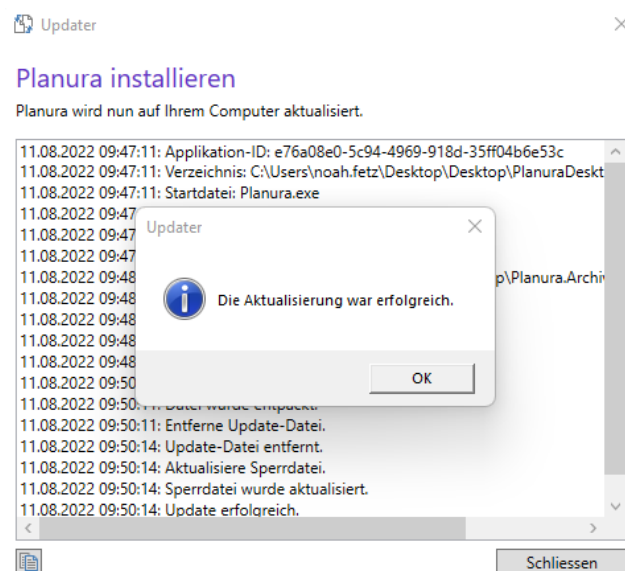 Updater
Planura installieren
Planura wird nun auf Ihrem Computer aktualisiert.
11.08.2022 09:47:11: Applikation-ID: e76a08e0-5c94-4969-918d-35ff04b6e53c
11.08.2022 09:47:11: Verzeichnis: C:\Users\noah.fetz\Desktop\Desktop\PlanuraDeskt
11.08.2022 09:47:11: Startdatei: Planura.exe
11.08.2022 09:47
11.08.2022 09:47
11.08.2022 09:47
11.08.2022 09:48 p\Planura.Archiv
11.08.2022 09:48
11.08.2022 09:48
11.08.2022 09:48
11.08.2022 09:48
11.08.2022 09:50
11.08.2022 09:50:11: Datei wurde entpackt.
11.08.2022 09:50:11: Entferne Update-Datei.
11.08.2022 09:50:14: Update-Datei entfernt.
11.08.2022 09:50:14: Aktualisiere Sperrdatei.
11.08.2022 09:50:14: Sperrdatei wurde aktualisiert.
11.08.2022 09:50:14: Update erfolgreich.
Updater
Die Aktualisierung war erfolgreich.
OK
Schliessen